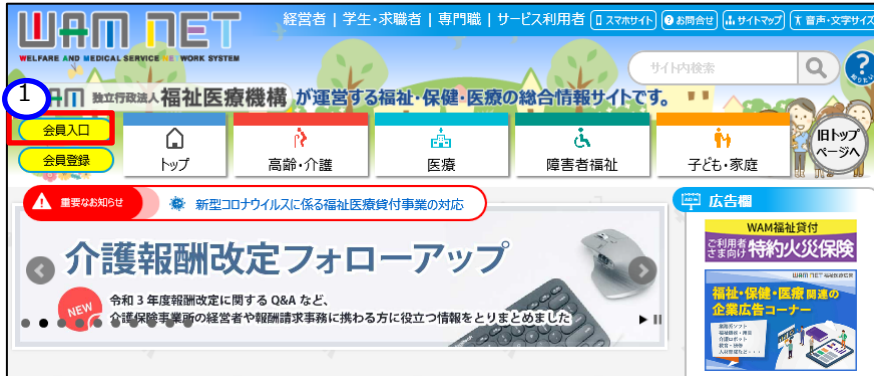 WAM NET
WELFARE AND MEDICAL SERVICE NETWORK SYSTEM
経営者 | 学生・求職者 | 専門職 | サービス利用者
スマホサイト
お問合せ
サイトマップ
音声・文字サイズ
サイト内検索
1
独立行政法人福祉医療機構 が運営する福祉・保健・医療の総合情報サイトです。
会員入口
会員登録
トップ
高齢・介護
医療
障害者福祉
子ども・家庭
旧トップ
ページへ
重要なお知らせ
新型コロナウイルスに係る福祉医療貸付事業の対応
介護報酬改定フォローアップ
NEW
令和3年度報酬改定に関する Q&A など、
介護保険事業所の経営者や報酬請求事務に携わる方に役立つ情報をとりまとめました
広告欄
WAM福祉貸付
ご利用者
さま向け 特約火災保険
WAM NET
福祉・保健・医療 関連の
企業広告コーナー